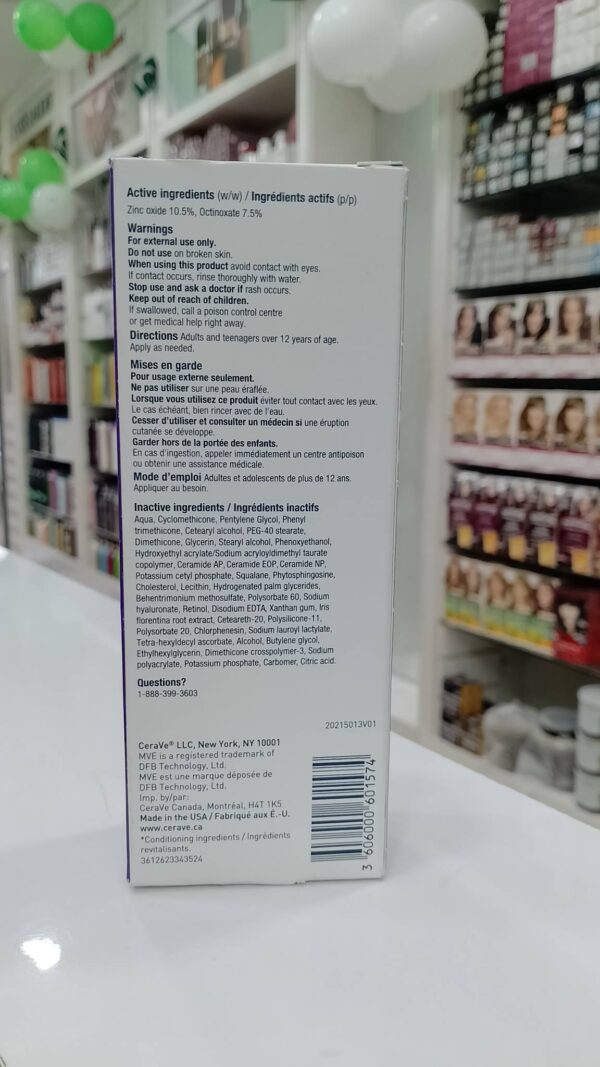 Active ingredients (w/w) / Ingrédients actifs (p/p)
Zinc oxide 10.5%, Octinoxate 7.5%
Warnings
For external use only.
Do not use on broken skin.
When using this product avoid contact with eyes.
If contact occurs, rinse thoroughly with water.
Stop use and ask a doctor if rash occurs.
Keep out of reach of children.
If swallowed, call a poison control centre
or get medical help right away.
Directions Adults and teenagers over 12 years of age.
Apply as needed.
Mises en garde
Pour usage externe seulement.
Ne pas utiliser sur une peau éraflée.
Lorsque vous utilisez ce produit éviter tout contact avec les yeux.
Le cas échéant, bien rincer avec de l'eau.
Cesser d'utiliser et consulter un médecin si une éruption
cutanée se développe.
Garder hors de la portée des enfants.
En cas d'ingestion, appeler immédiatement un centre antipoison
ou obtenir une assistance médicale.
Mode d'emploi Adultes et adolescents de plus de 12 ans.
Appliquer au besoin.
Inactive ingredients / Ingrédients inactifs
Aqua, Cyclomethicone, Pentylene Glycol, Phenyl
trimethicone, Cetearyl alcohol, PEG-40 stearate,
Dimethicone, Glycerin, Stearyl alcohol, Phenoxyethanol,
Hydroxyethyl acrylate/Sodium acryloyldimethyl taurate
copolymer, Ceramide AP, Ceramide EOP, Ceramide NP,
Potassium cetyl phosphate, Squalane, Phytosphingosine,
Cholesterol, Lecithin, Hydrogenated palm glycerides,
Behentrimonium methosulfate, Polysorbate 60, Sodium
hyaluronate, Retinol, Disodium EDTA, Xanthan gum, Iris
florentina root extract, Ceteareth-20, Polysilicone-11,
Polysorbate 20, Chlorphenesin, Sodium lauroyl lactylate,
Tetra-hexyldecyl ascorbate, Alcohol, Butylene glycol,
Ethylhexylglycerin, Dimethicone crosspolymer-3, Sodium
polyacrylate, Potassium phosphate, Carbomer, Citric acid.
Questions?
1-888-399-3603
20215013V01
CeraVe® LLC, New York, NY 10001
MVE is a registered trademark of
DFB Technology, Ltd.
MVE est une marque déposée de
DFB Technology, Ltd.
Imp. by/par:
CeraVe Canada, Montréal, H4T 1K5
Made in the USA / Fabriqué aux É.-U.
www.cerave.ca
*Conditioning ingredients / Ingrédients
revitalisants.
3612623343524
3 606000 601574